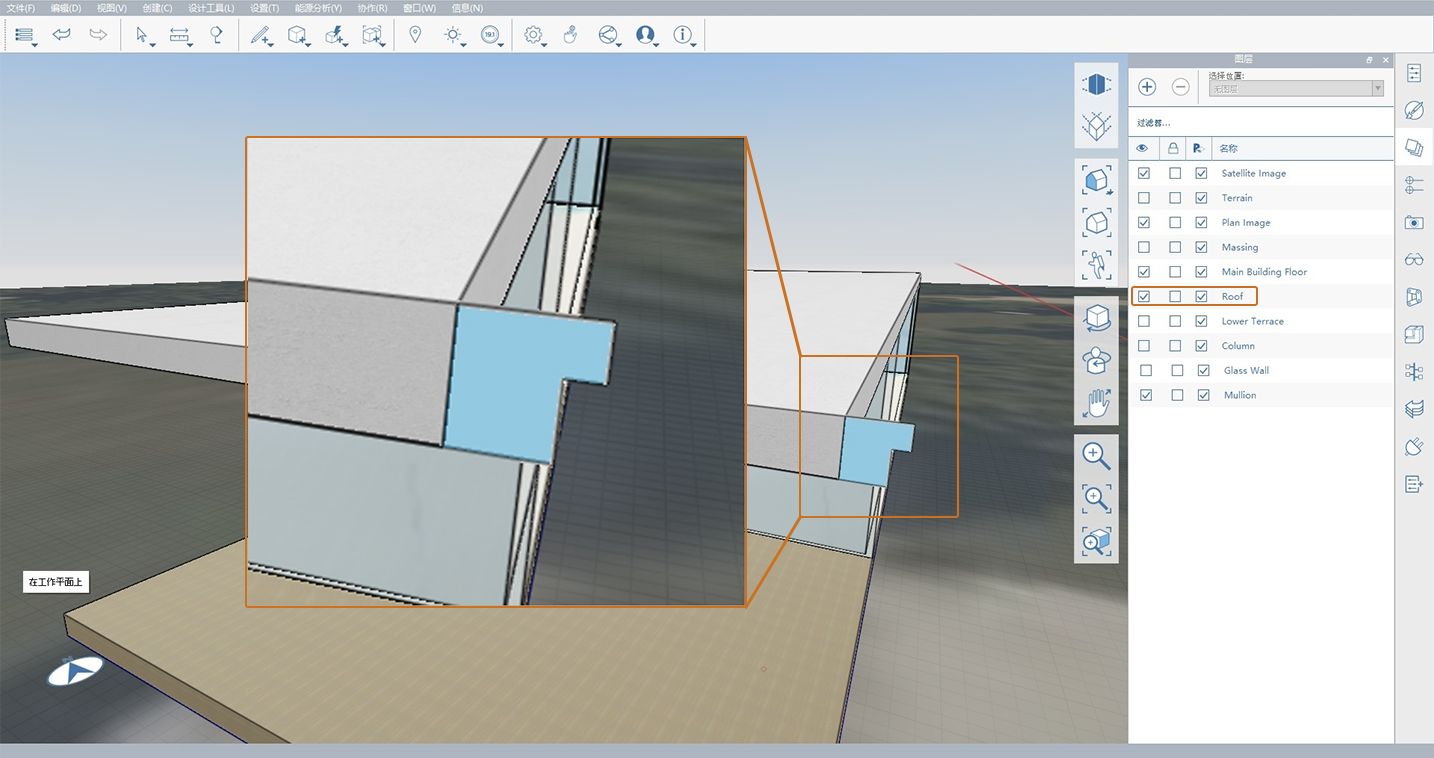 文件(F) 编辑(D) 视图(V) 创建(C) 设计工具(L) 设置(T) 能源分析(Y) 协作(R) 窗口(W) 信息(N)
图层
选择位置:
无图层
过滤器...
名称
Satellite Image
Terrain
Plan Image
Massing
Main Building Floor
Roof
Lower Terrace
Column
Glass Wall
Mullion
在工作平面上